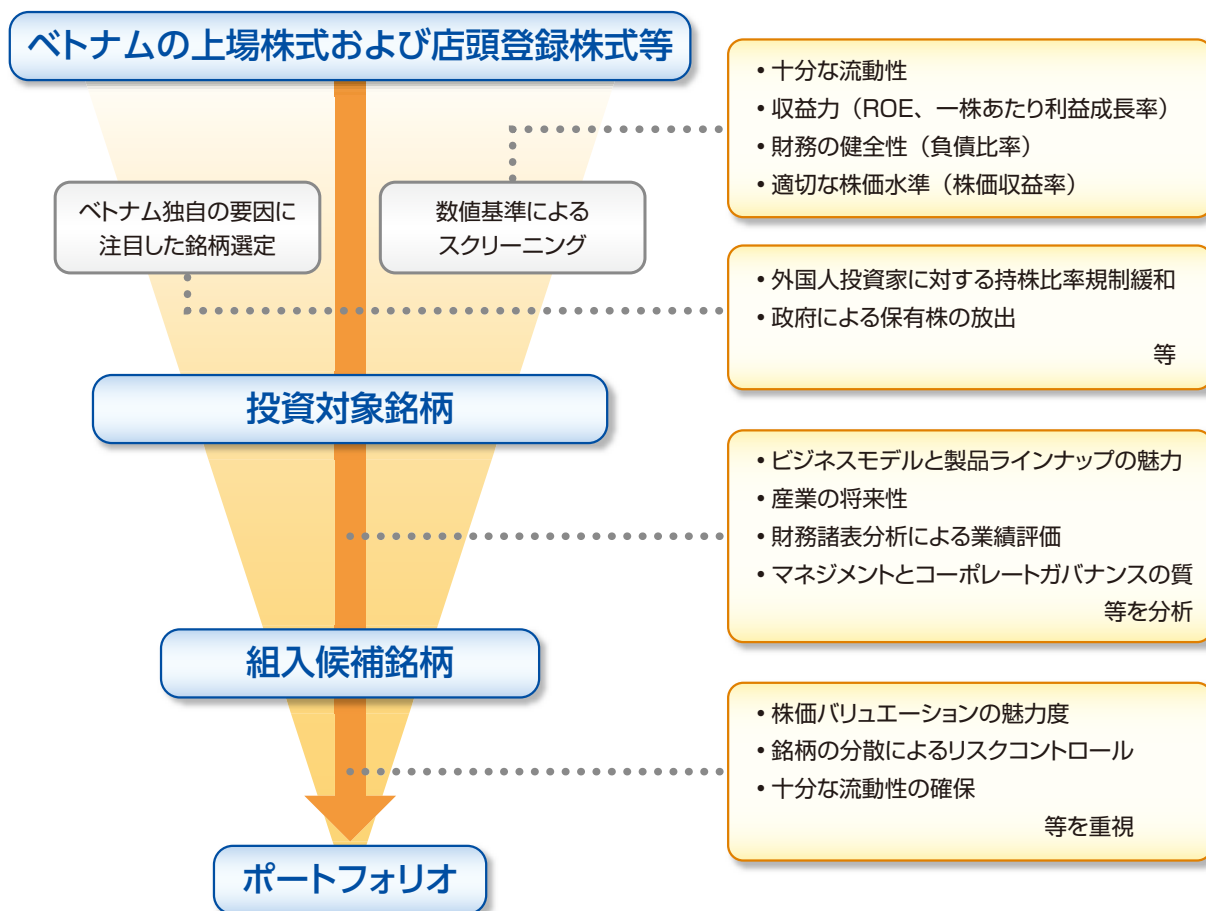 ベトナムの上場株式および店頭登録株式等
・十分な流動性
・収益力（ROE、一株あたり利益成長率）
・財務の健全性（負債比率）
・適切な株価水準（株価収益率）
ベトナム独自の要因に
注目した銘柄選定
数値基準による
スクリーニング
・外国人投資家に対する持株比率規制緩和
・政府による保有株の放出
等
投資対象銘柄
・ビジネスモデルと製品ラインナップの魅力
・産業の将来性
・財務諸表分析による業績評価
・マネジメントとコーポレートガバナンスの質
等を分析
組入候補銘柄
・株価バリュエーションの魅力度
・銘柄の分散によるリスクコントロール
・十分な流動性の確保
等を重視
ポートフォリオ